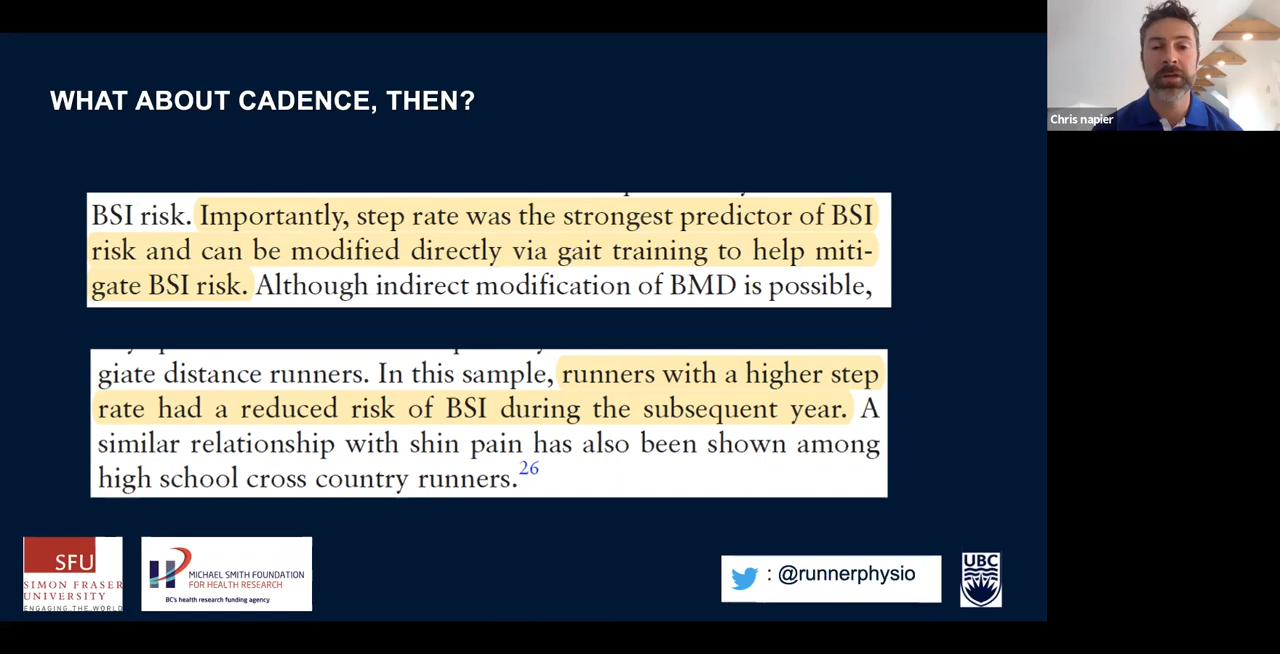 WHAT ABOUT CADENCE, THEN?
Chris napier
BSI risk. Importantly, step rate was the strongest predictor of BSI
risk and can be modified directly via gait training to help miti-
gate BSI risk. Although indirect modification of BMD is possible,
giate distance runners. In this sample, runners with a higher step
rate had a reduced risk of BSI during the subsequent year. A
similar relationship with shin pain has also been shown among
high school cross country runners.26
SFU
SIMON FRASER
UNIVERSITY
ENGAGING THE WORLD
MICHAEL SMITH FOUNDATION
FOR HEALTH RESEARCH
BC's health research funding agency
: @runnerphysio
UBC